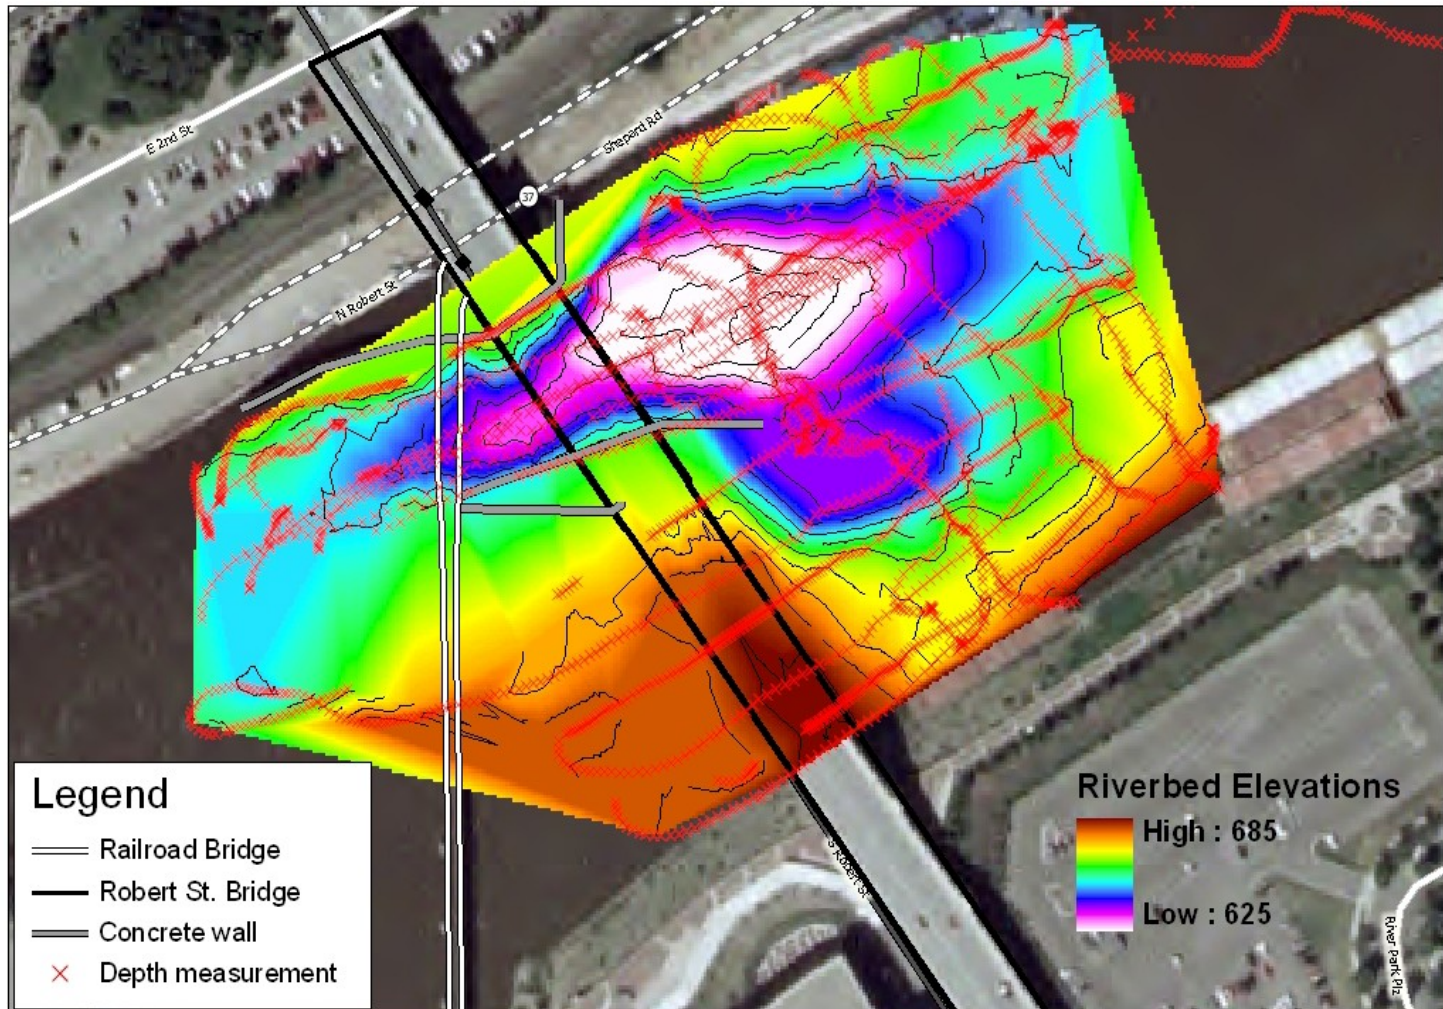 E 2nd St
Shepard Rd
37
N Robert St
Legend
Railroad Bridge
Robert St. Bridge
Concrete wall
Depth measurement
Riverbed Elevations
High : 685
Low : 625
S Robert St
River Park Plz